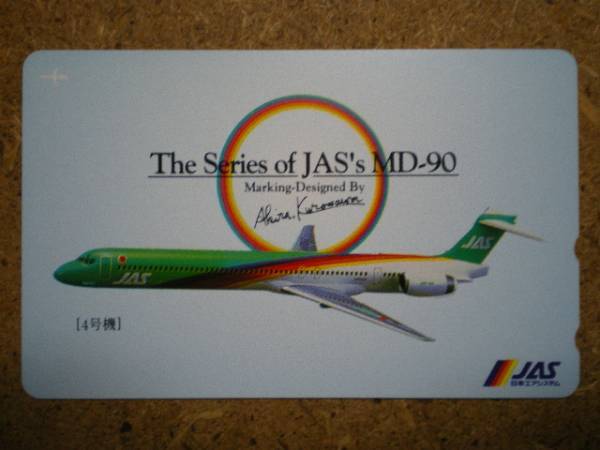 The Series of JAS's MD-90
Marking-Designed By
Akira Kurosawa
JAS
JAS
[4号機]
JAS
日本エアシステム